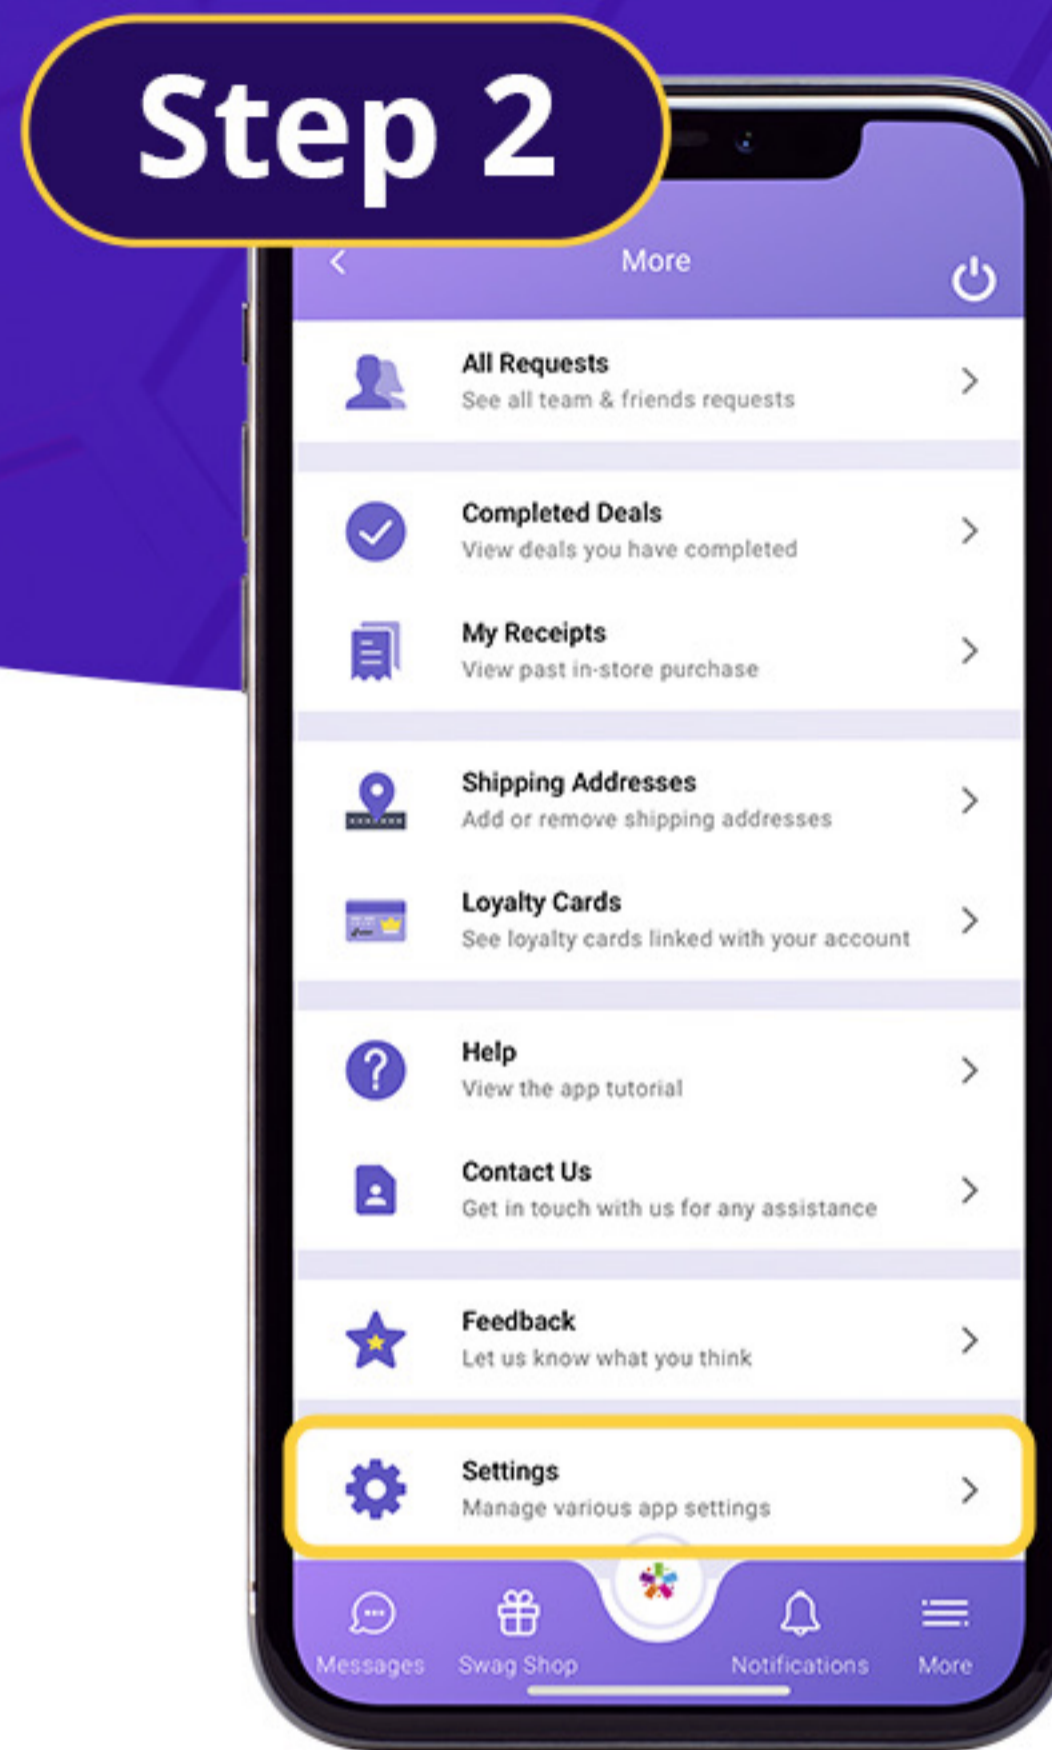 Step 2
More
All Requests
See all team & friends requests
Completed Deals
View deals you have completed
My Receipts
View past in-store purchase
Shipping Addresses
Add or remove shipping addresses
Loyalty Cards
See loyalty cards linked with your account
Help
View the app tutorial
Contact Us
Get in touch with us for any assistance
Feedback
Let us know what you think
Settings
Manage various app settings
Messages Swag Shop Notifications More